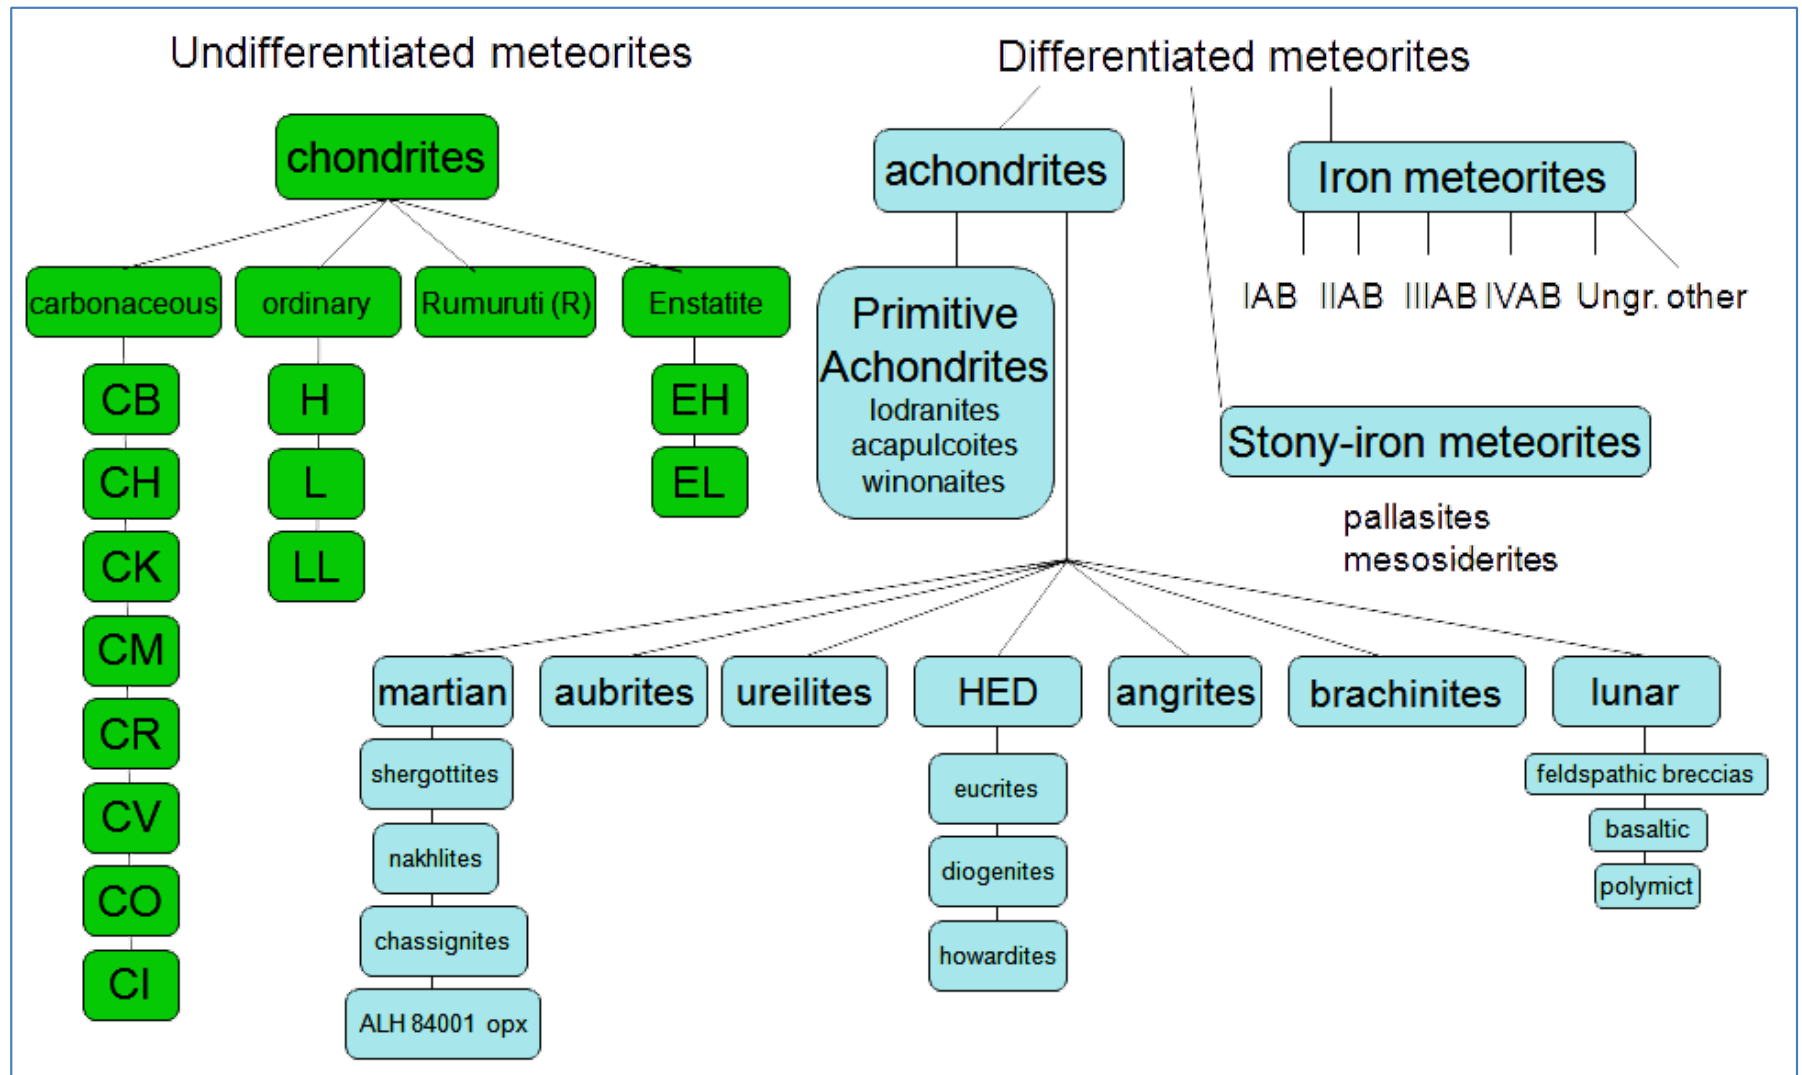 Undifferentiated meteorites
Differentiated meteorites
chondrites
achondrites
Iron meteorites
carbonaceous
ordinary
Rumuruti (R)
Enstatite
IAB
IIAB
IIIAB
IVAB
Ungr.
other
Primitive
Achondrites
lodranites
acapulcoites
winonaites
CB
CH
CK
CM
CR
CV
CO
CI
H
L
LL
EH
EL
Stony-iron meteorites
pallasites
mesosiderites
martian
aubrites
ureilites
HED
angrites
brachinites
lunar
shergottites
nakhlites
chassignites
ALH 84001 opx
eucrites
diogenites
howardites
feldspathic breccias
basaltic
polymict